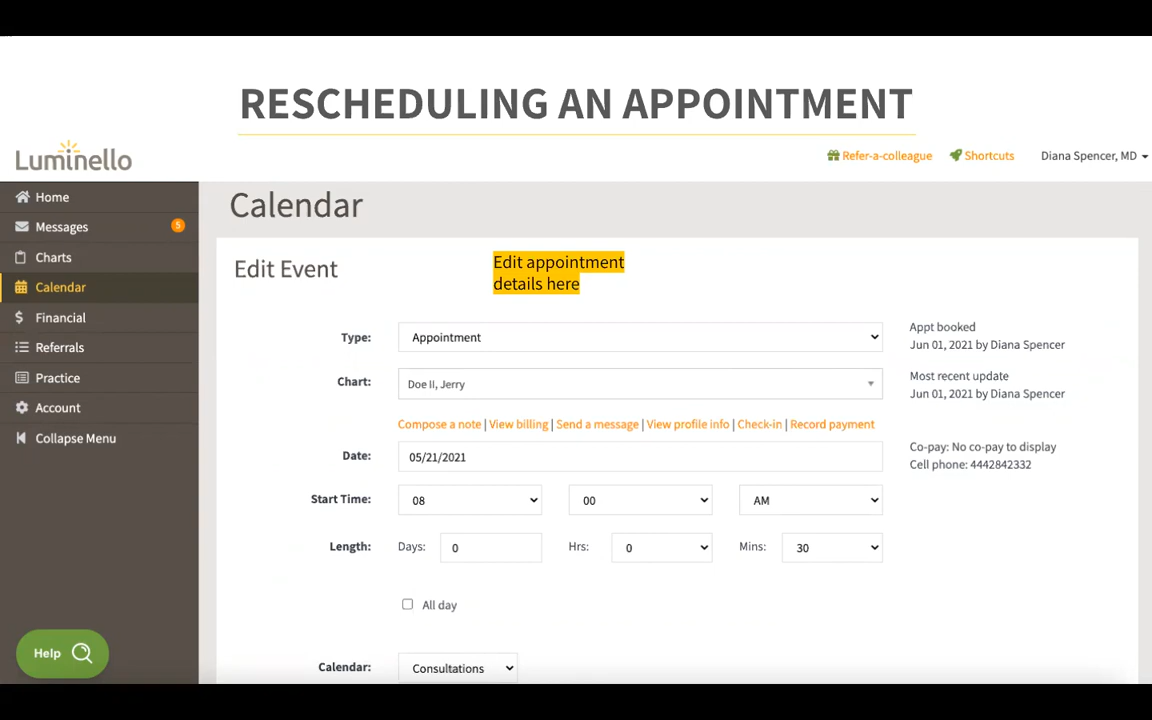 RESCHEDULING AN APPOINTMENT
Luminello
Refer-a-colleague
Shortcuts
Diana Spencer, MD
Home
Messages
5
Charts
Calendar
Financial
Referrals
Practice
Account
Collapse Menu
Help
Calendar
Edit Event
Edit appointment
details here
Type: Appointment
Appt booked
Jun 01, 2021 by Diana Spencer
Chart: Doe II, Jerry
Most recent update
Jun 01, 2021 by Diana Spencer
Compose a note | View billing | Send a message | View profile info | Check-in | Record payment
Date: 05/21/2021
Co-pay: No co-pay to display
Cell phone: 4442842332
Start Time: 08 00 AM
Length: Days: 0 Hrs: 0 Mins: 30
All day
Calendar: Consultations